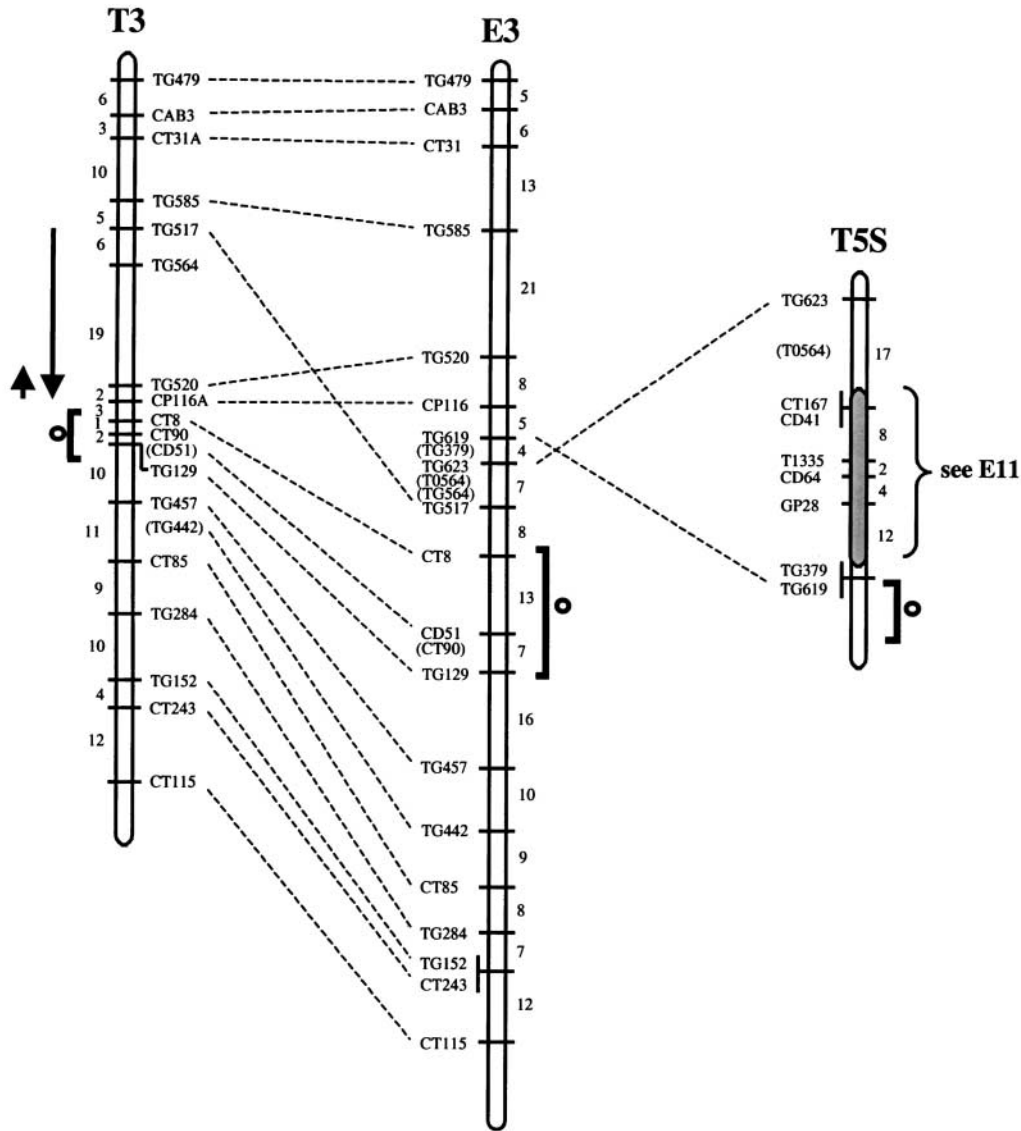 T3
TG479
6
CAB3
3
CT31A
10
TG585
5
TG517
6
TG564
19
TG520
2
CP116A
3
CT8
1
CT90
2
(CD51)
TG129
10
TG457
(TG442)
11
CT85
9
TG284
10
TG152
4
CT243
12
CT115
E3
TG479
5
CAB3
6
CT31
13
TG585
21
TG520
8
CP116
5
TG619
(TG379)
4
TG623
(T0564)
(TG564)
7
TG517
8
CT8
13
CD51
(CT90)
7
TG129
16
TG457
10
TG442
9
CT85
8
TG284
7
TG152
CT243
12
CT115
T5S
TG623
(T0564)
17
CT167
CD41
8
T1335
2
CD64
4
GP28
12
TG379
TG619
see E11